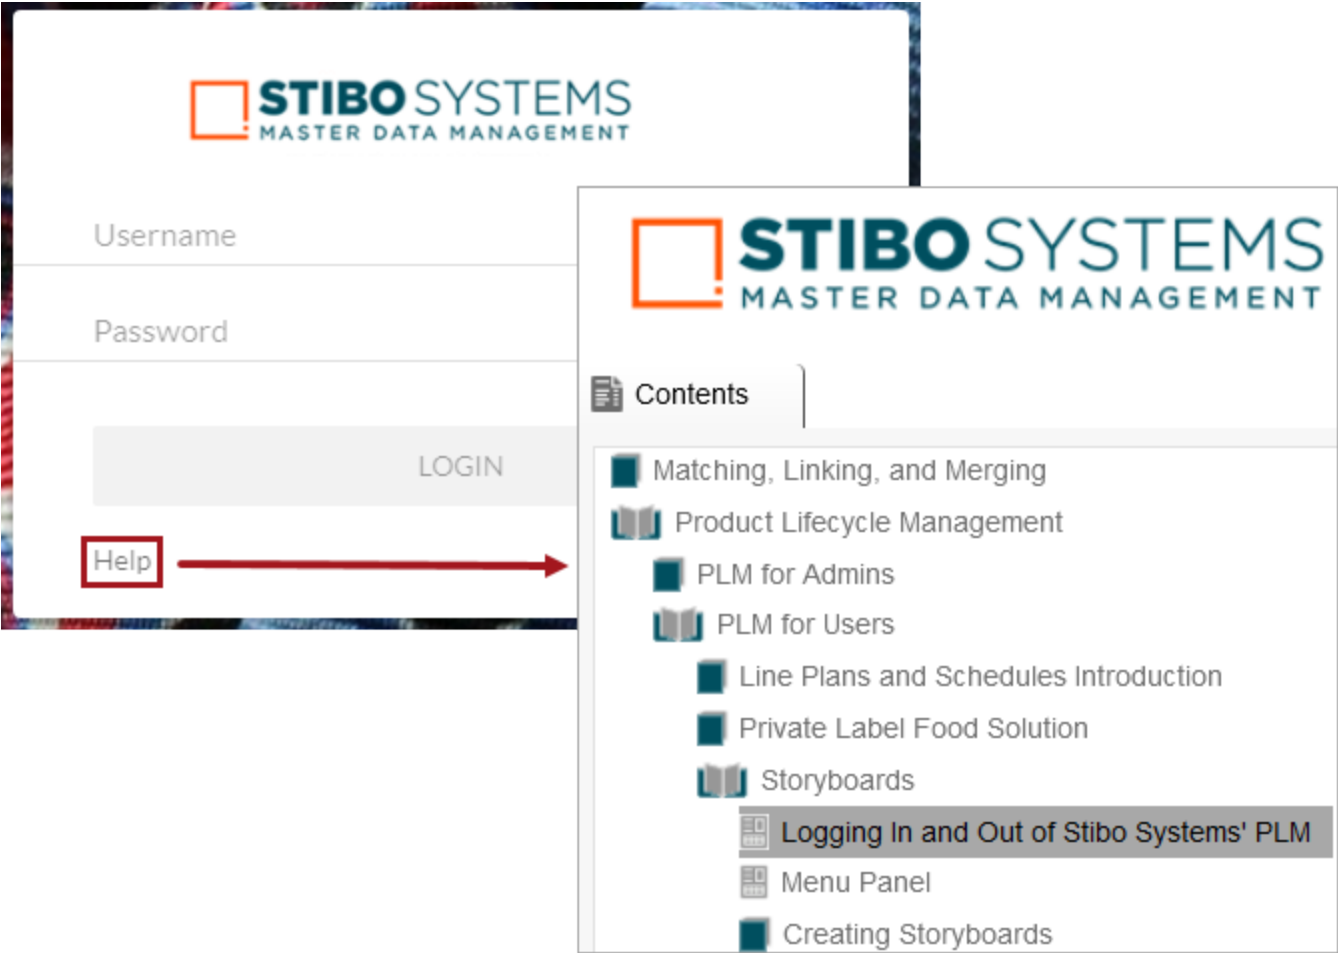 STIBO SYSTEMS
MASTER DATA MANAGEMENT
Username
Password
LOGIN
Help
STIBO SYSTEMS
MASTER DATA MANAGEMENT
Contents
Matching, Linking, and Merging
Product Lifecycle Management
PLM for Admins
PLM for Users
Line Plans and Schedules Introduction
Private Label Food Solution
Storyboards
Logging In and Out of Stibo Systems' PLM
Menu Panel
Creating Storyboards